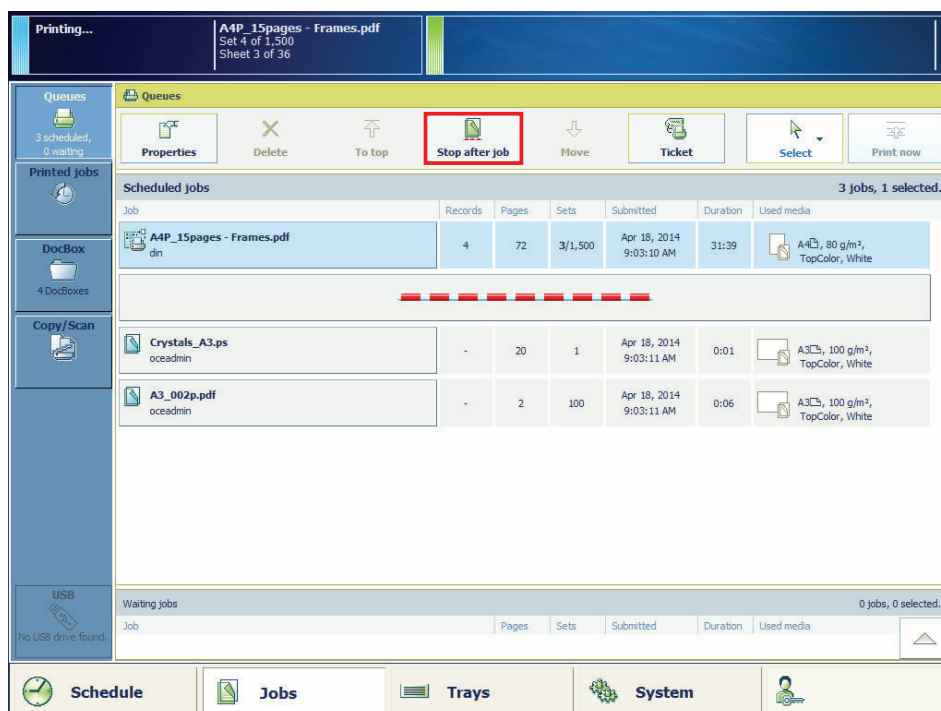 Printing...
A4P_15pages - Frames.pdf
Set 4 of 1,500
Sheet 3 of 36
Queues
3 scheduled,
0 waiting
Printed jobs
DocBox
4 DocBoxes
Copy/Scan
USB
No USB drive found.
Queues
Properties
Delete
To top
Stop after job
Move
Ticket
Select
Print now
Scheduled jobs
3 jobs, 1 selected.
Job Records Pages Sets Submitted Duration Used media
A4P_15pages - Frames.pdf
din
4 72 3/1,500
Apr 18, 2014
9:03:10 AM
31:39
A4, 80 g/m²,
TopColor, White
Crystals_A3.ps
oceadmin
- 20 1
Apr 18, 2014
9:03:11 AM
0:01
A3, 100 g/m²,
TopColor, White
A3_002p.pdf
oceadmin
- 2 100
Apr 18, 2014
9:03:11 AM
0:06
A3, 100 g/m²,
TopColor, White
Waiting jobs
0 jobs, 0 selected.
Job Pages Sets Submitted Duration Used media
Schedule
Jobs
Trays
System